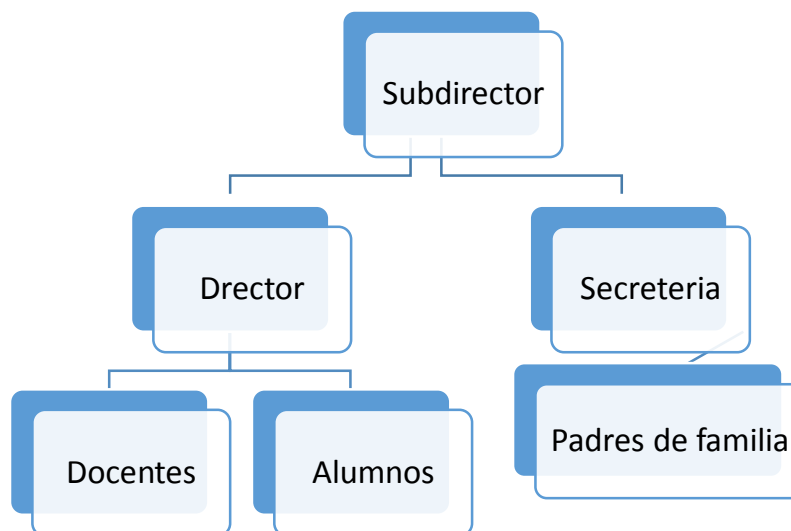 Subdirector
Drector
Secreteria
Docentes
Alumnos
Padres de familia